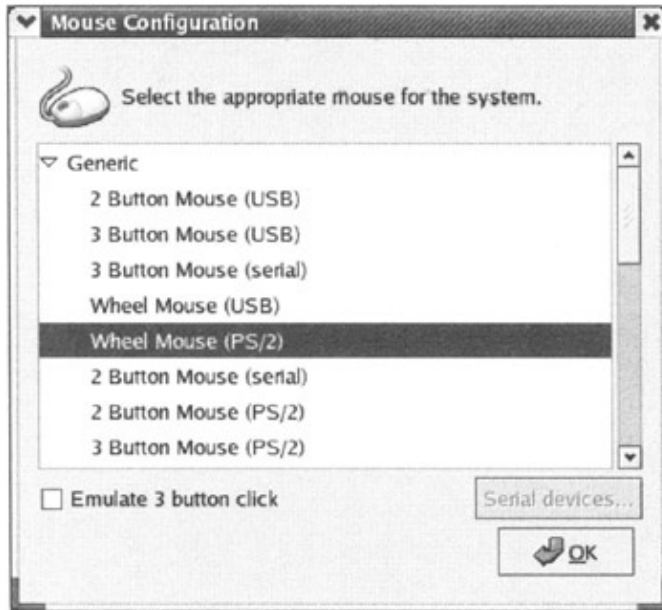 Mouse Configuration
Select the appropriate mouse for the system.
Generic
2 Button Mouse (USB)
3 Button Mouse (USB)
3 Button Mouse (serial)
Wheel Mouse (USB)
Wheel Mouse (PS/2)
2 Button Mouse (serial)
2 Button Mouse (PS/2)
3 Button Mouse (PS/2)
Emulate 3 button click
Serial devices...
OK